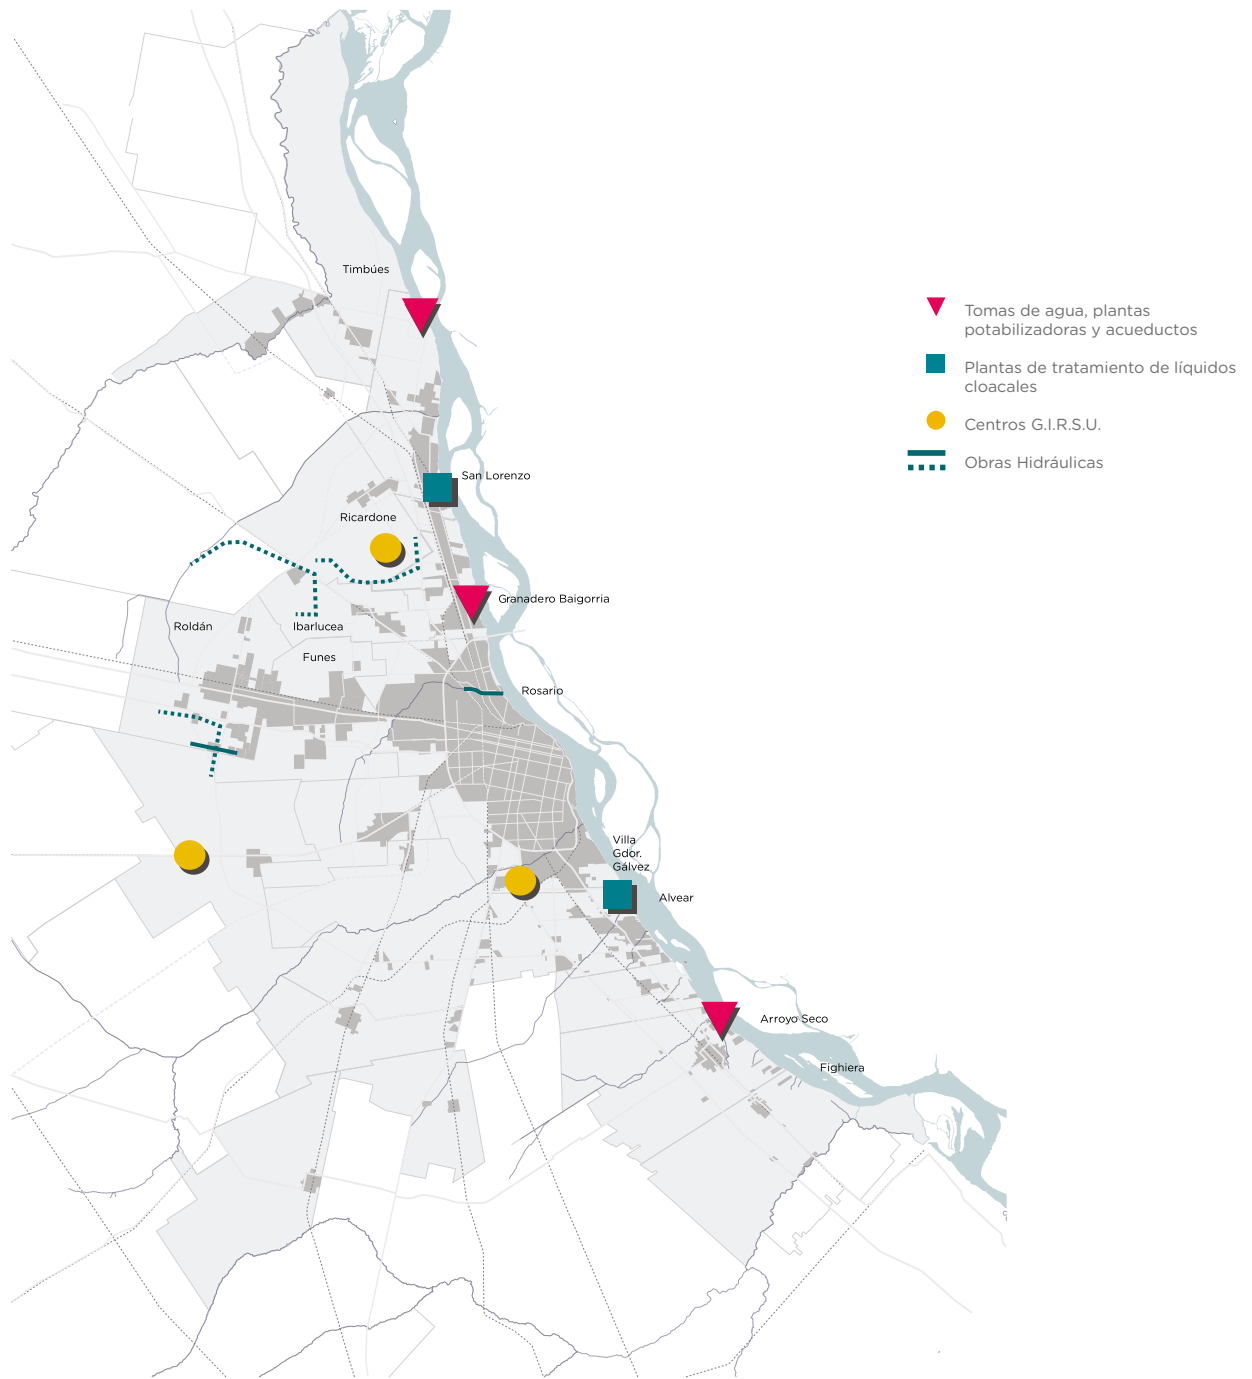 Timbúes
Tomas de agua, plantas
potabilizadoras y acueductos
Plantas de tratamiento de líquidos
cloacales
Centros G.I.R.S.U.
Obras Hidráulicas
San Lorenzo
Ricardone
Granadero Baigorria
Roldán
Ibarlucea
Funes
Rosario
Villa
Gdor.
Gálvez
Alvear
Arroyo Seco
Fighiera